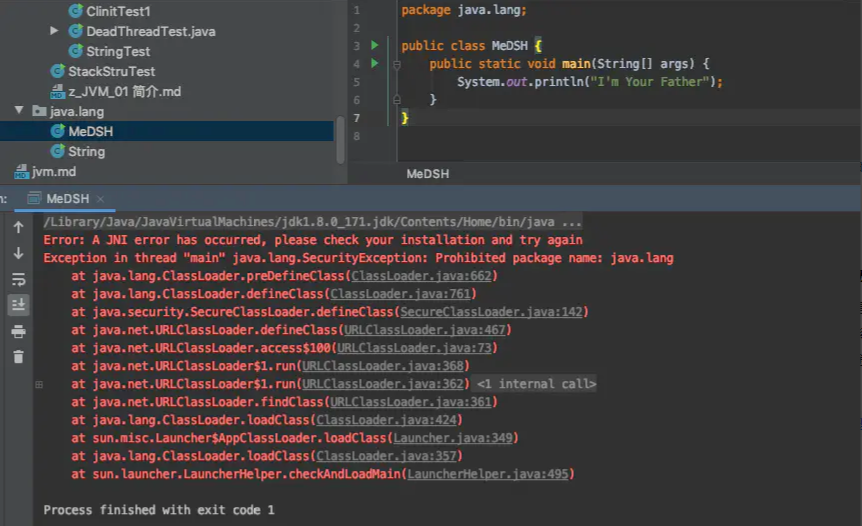 ClinitTest1
DeadThreadTest.java
StringTest
StackStruTest
z_JVM_01 简介.md
java.lang
MeDSH
String
jvm.md
1 package java.lang;
2
3 public class MeDSH {
4 public static void main(String[] args) {
5 System.out.println("I'm Your Father");
6 }
7 }
8
MeDSH
n: MeDSH ×
/Library/Java/JavaVirtualMachines/jdk1.8.0_171.jdk/Contents/Home/bin/java ...
Error: A JNI error has occurred, please check your installation and try again
Exception in thread "main" java.lang.SecurityException: Prohibited package name: java.lang
at java.lang.ClassLoader.preDefineClass(ClassLoader.java:662)
at java.lang.ClassLoader.defineClass(ClassLoader.java:761)
at java.security.SecureClassLoader.defineClass(SecureClassLoader.java:142)
at java.net.URLClassLoader.defineClass(URLClassLoader.java:467)
at java.net.URLClassLoader.access$100(URLClassLoader.java:73)
at java.net.URLClassLoader$1.run(URLClassLoader.java:368)
at java.net.URLClassLoader$1.run(URLClassLoader.java:362) <1 internal call>
at java.net.URLClassLoader.findClass(URLClassLoader.java:361)
at java.lang.ClassLoader.loadClass(ClassLoader.java:424)
at sun.misc.Launcher$AppClassLoader.loadClass(Launcher.java:349)
at java.lang.ClassLoader.loadClass(ClassLoader.java:357)
at sun.launcher.LauncherHelper.checkAndLoadMain(LauncherHelper.java:495)
Process finished with exit code 1